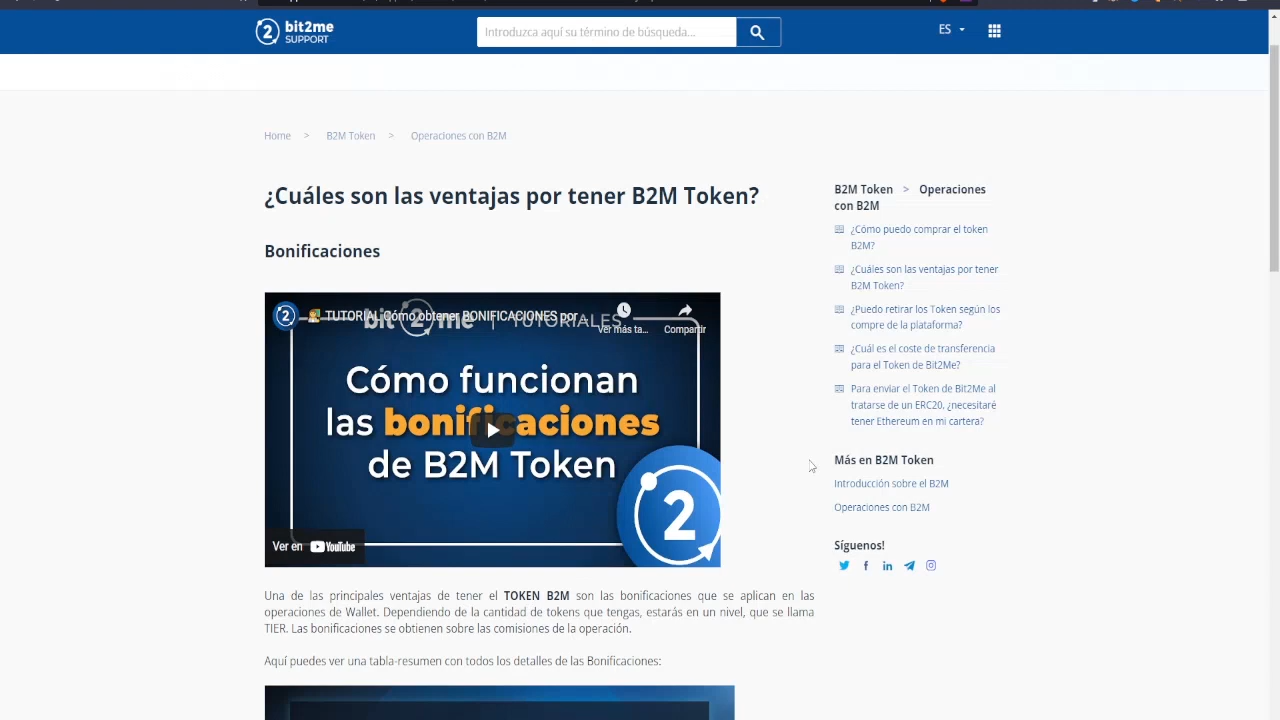 bit2me
SUPPORT
Introduzca aquí su término de búsqueda...
ES
Home > B2M Token > Operaciones con B2M
¿Cuáles son las ventajas por tener B2M Token?
Bonificaciones
TUTORIAL Cómo obtener BONIFICACIONES por ...
bit2me | TUTORIALES
Ver más ta...
Compartir
Cómo funcionan
las bonificaciones
de B2M Token
2
Ver en YouTube
Una de las principales ventajas de tener el TOKEN B2M son las bonificaciones que se aplican en las
operaciones de Wallet. Dependiendo de la cantidad de tokens que tengas, estarás en un nivel, que se llama
TIER. Las bonificaciones se obtienen sobre las comisiones de la operación.
Aquí puedes ver una tabla-resumen con todos los detalles de las Bonificaciones:
B2M Token > Operaciones
con B2M
¿Cómo puedo comprar el token
B2M?
¿Cuáles son las ventajas por tener
B2M Token?
¿Puedo retirar los Token según los
compre de la plataforma?
¿Cuál es el coste de transferencia
para el Token de Bit2Me?
Para enviar el Token de Bit2Me al
tratarse de un ERC20, ¿necesitaré
tener Ethereum en mi cartera?
Más en B2M Token
Introducción sobre el B2M
Operaciones con B2M
Síguenos!